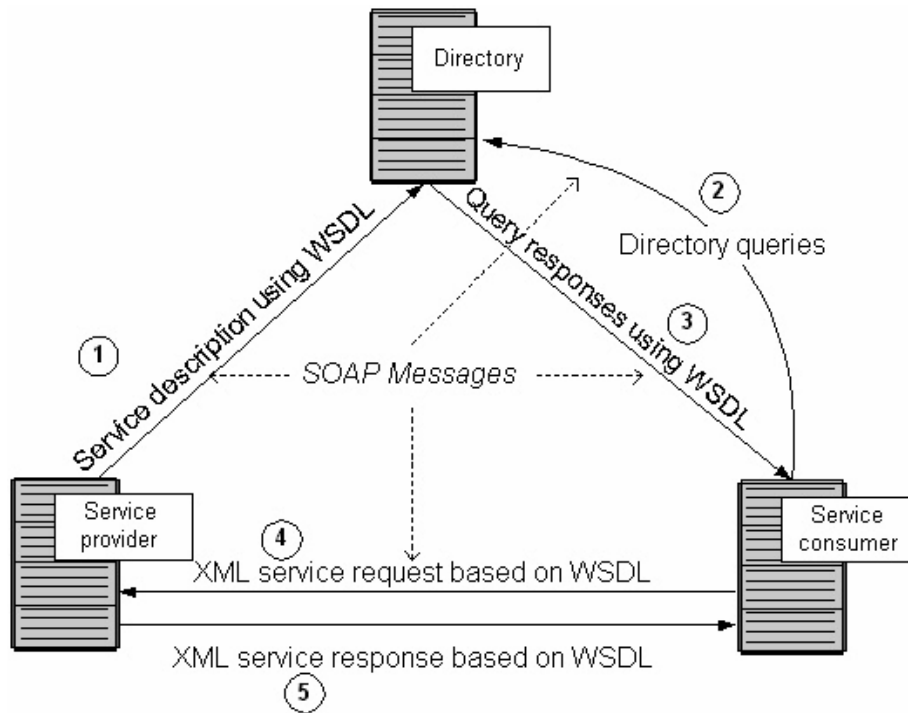 Directory
2
Directory queries
Service description using WSDL
1
Query responses using WSDL
3
SOAP Messages
Service
provider
Service
consumer
4
XML service request based on WSDL
XML service response based on WSDL
5